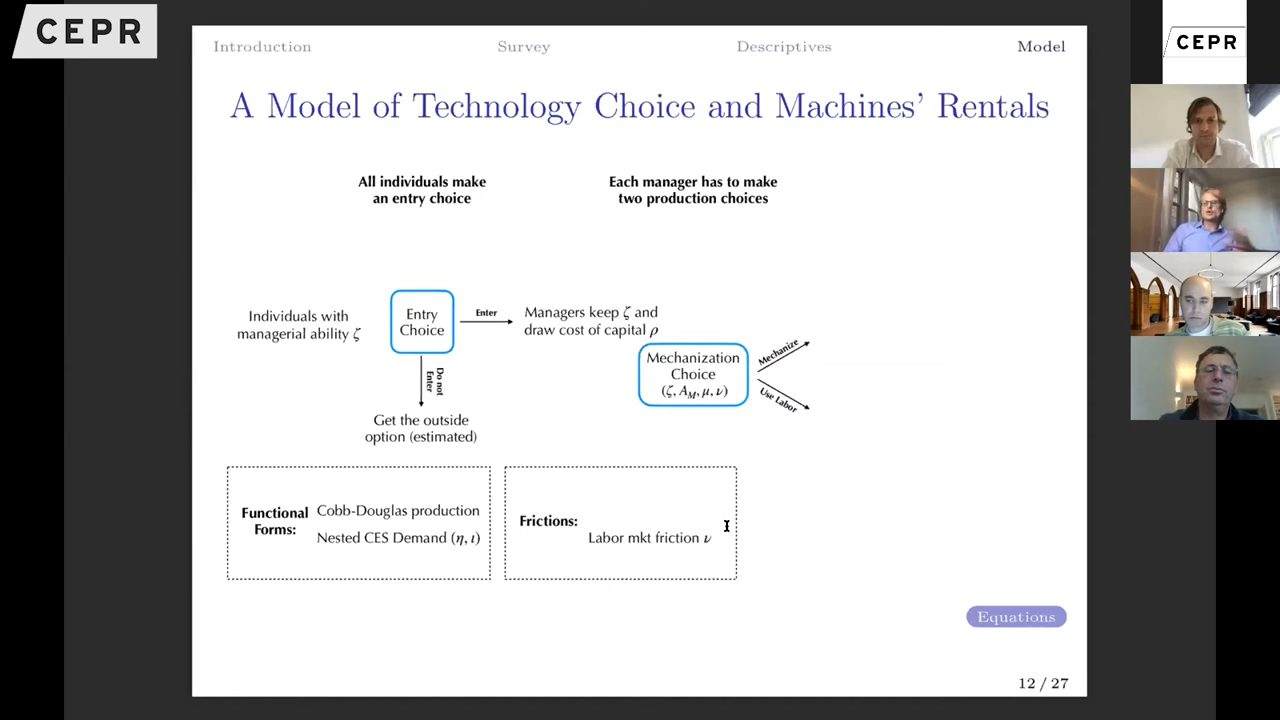 CEPR
CEPR
Introduction
Survey
Descriptives
Model
A Model of Technology Choice and Machines' Rentals
All individuals make
an entry choice
Each manager has to make
two production choices
Individuals with
managerial ability ζ
Entry
Choice
Enter
Managers keep ζ and
draw cost of capital ρ
Do not
Enter
Get the outside
option (estimated)
Mechanization
Choice
(ζ, A_M, μ, ν)
Mechanize
Use Labor
Functional
Forms:
Cobb-Douglas production
Nested CES Demand (η, ι)
Frictions:
Labor mkt friction ν
Equations
12 / 27